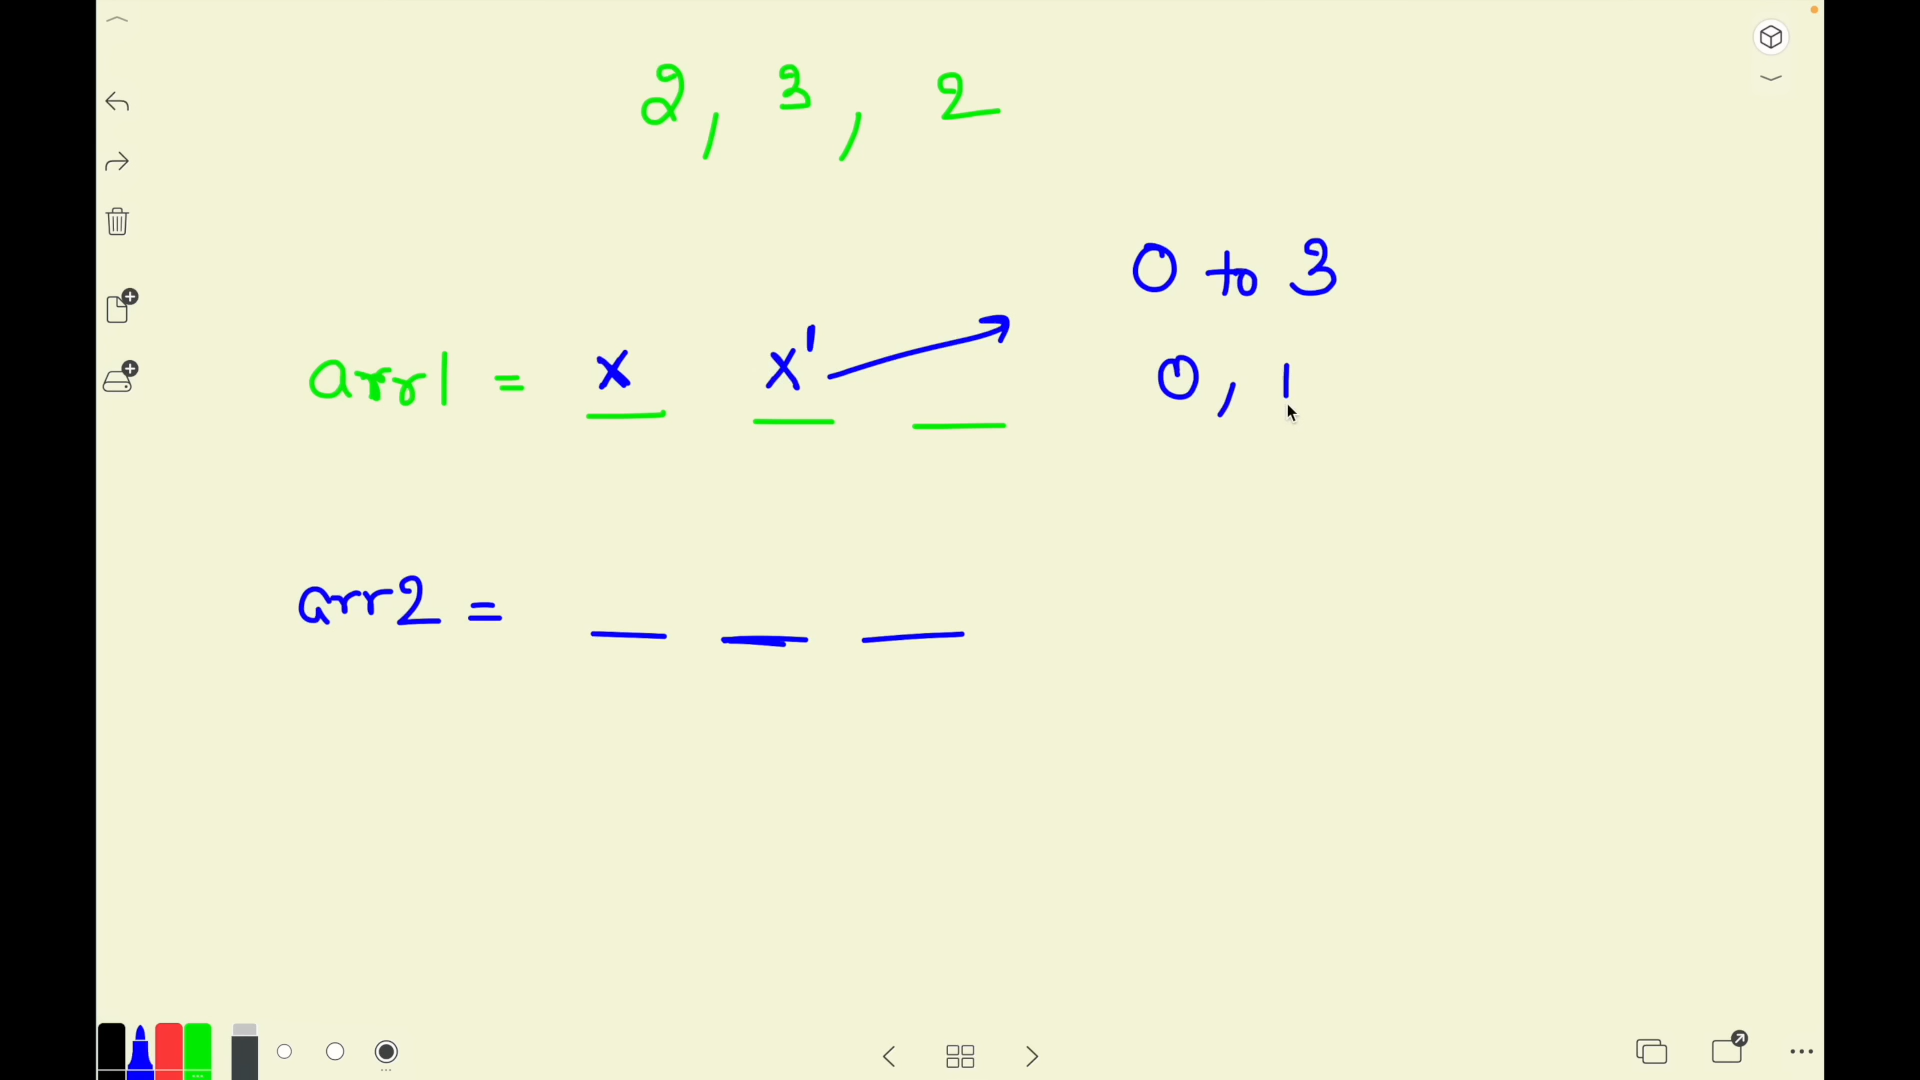 2, 3, 2
0 to 3
arr1 = x x'
0, 1
arr2 =